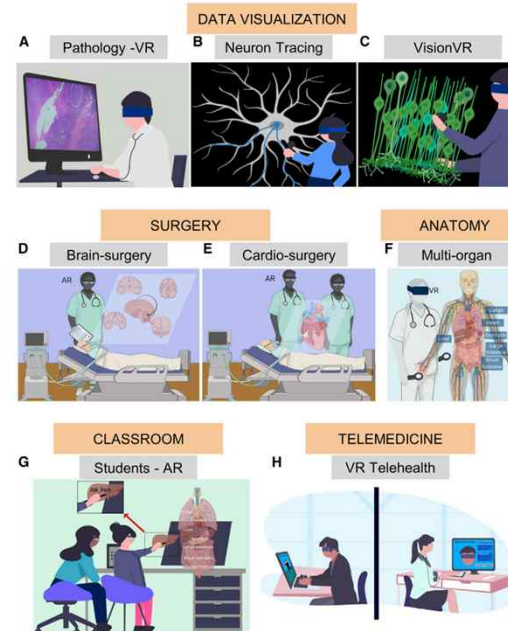 DATA VISUALIZATION
A Pathology -VR
B Neuron Tracing
C VisionVR
SURGERY
ANATOMY
D Brain-surgery
E Cardio-surgery
F Multi-organ
AR
AR
VR
CLASSROOM
TELEMEDICINE
G Students - AR
H VR Telehealth